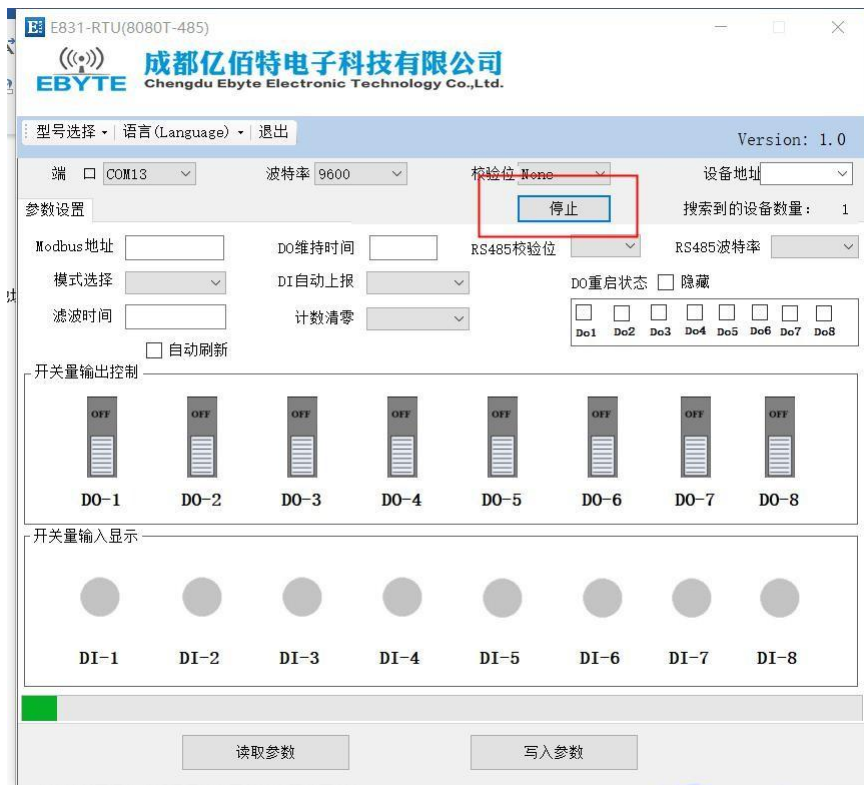 E831-RTU(8080T-485)
EBYTE 成都亿佰特电子科技有限公司
Chengdu Ebyte Electronic Technology Co.,Ltd.
型号选择 语言(Language) 退出
Version: 1.0
端 口 COM13 波特率 9600 校验位 None 设备地址
参数设置 停止 搜索到的设备数量: 1
Modbus地址 DO维持时间 RS485校验位 RS485波特率
模式选择 DI自动上报 DO重启状态 隐藏
滤波时间 计数清零
Do1 Do2 Do3 Do4 Do5 Do6 Do7 Do8
自动刷新
开关量输出控制
OFF OFF OFF OFF OFF OFF OFF OFF
DO-1 DO-2 DO-3 DO-4 DO-5 DO-6 DO-7 DO-8
开关量输入显示
DI-1 DI-2 DI-3 DI-4 DI-5 DI-6 DI-7 DI-8
读取参数 写入参数